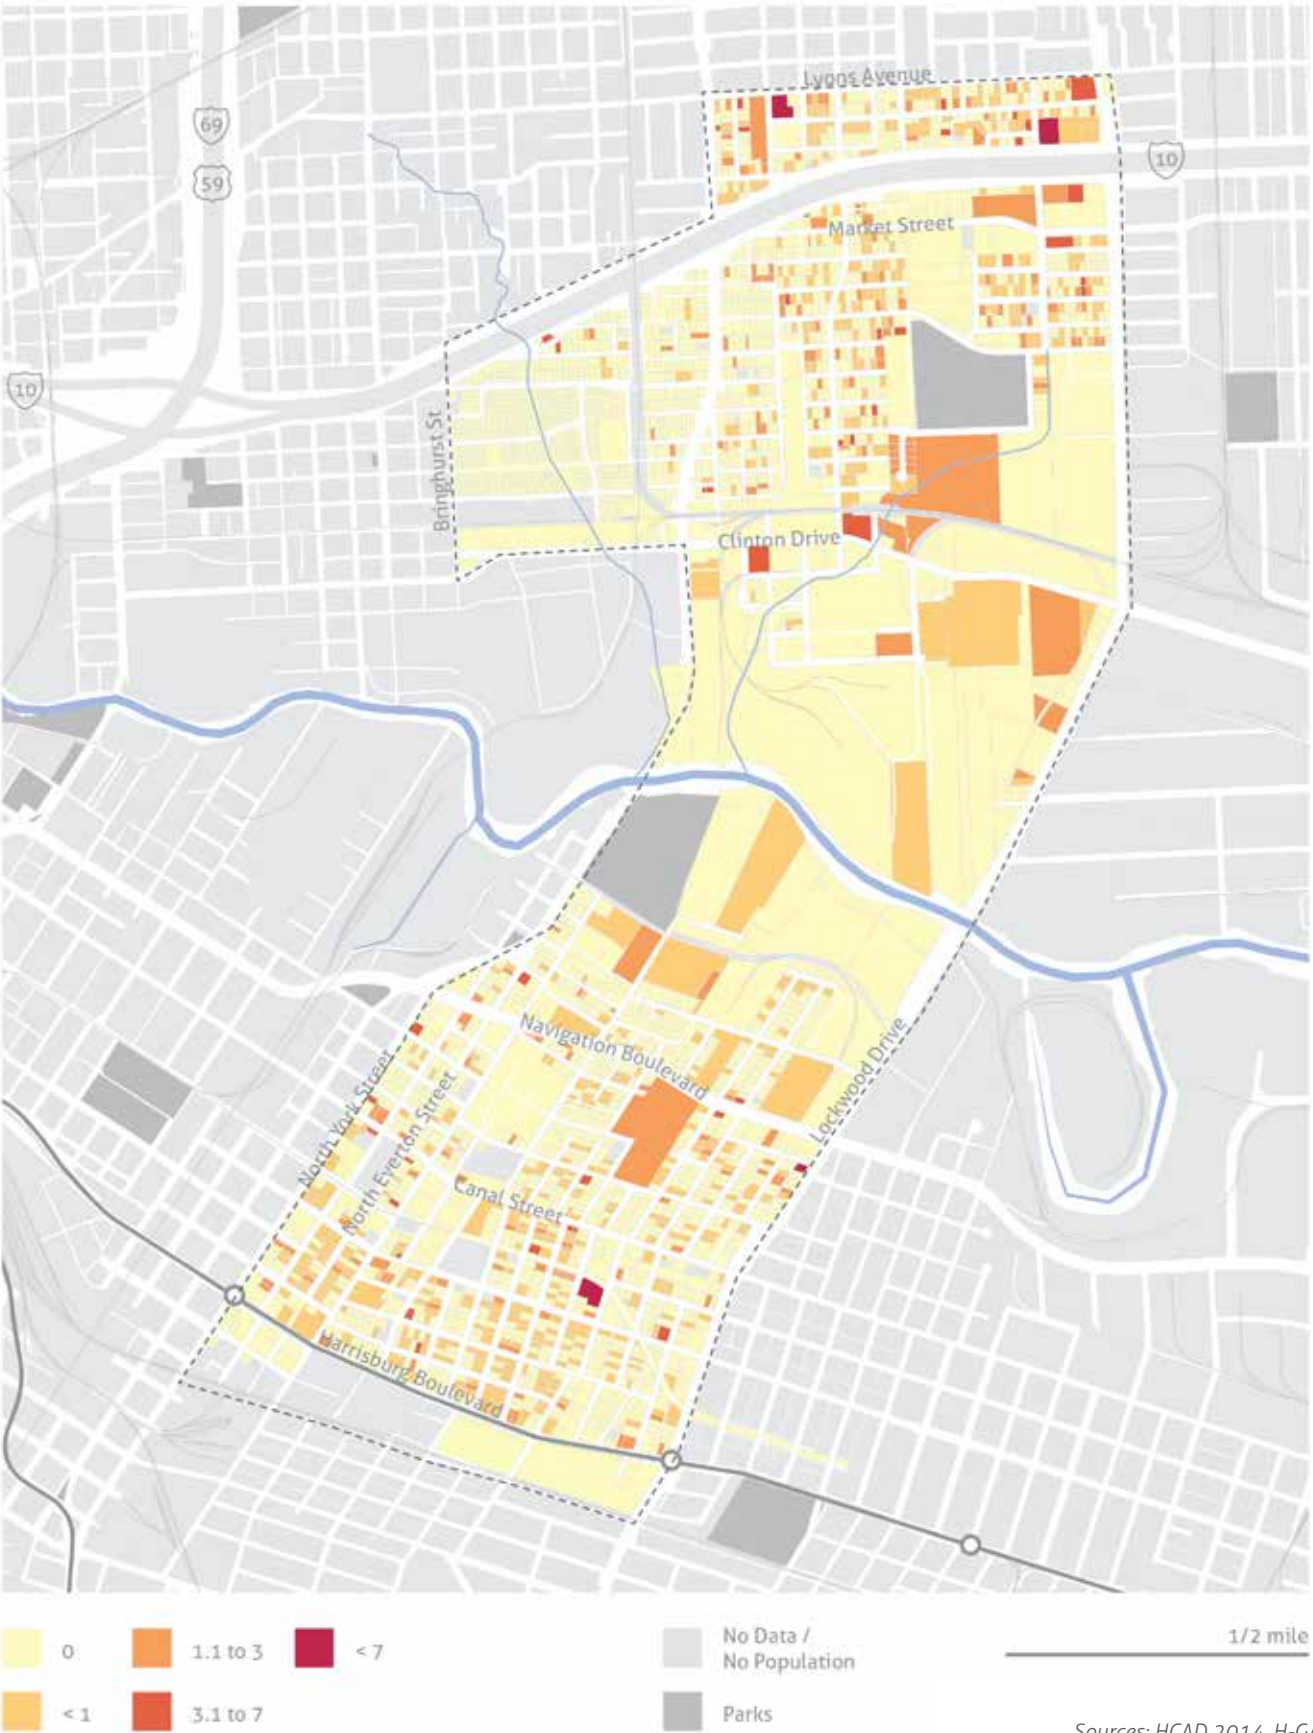 Lyons Avenue
69
59
10
Market Street
10
Bringhurst St
Clinton Drive
Navigation Boulevard
Lockwood Drive
North York Street
North Everton Street
Canal Street
Harrisburg Boulevard
0
1.1 to 3
< 7
No Data /
No Population
1/2 mile
< 1
3.1 to 7
Parks
Sources: HCAD 2014, H-G